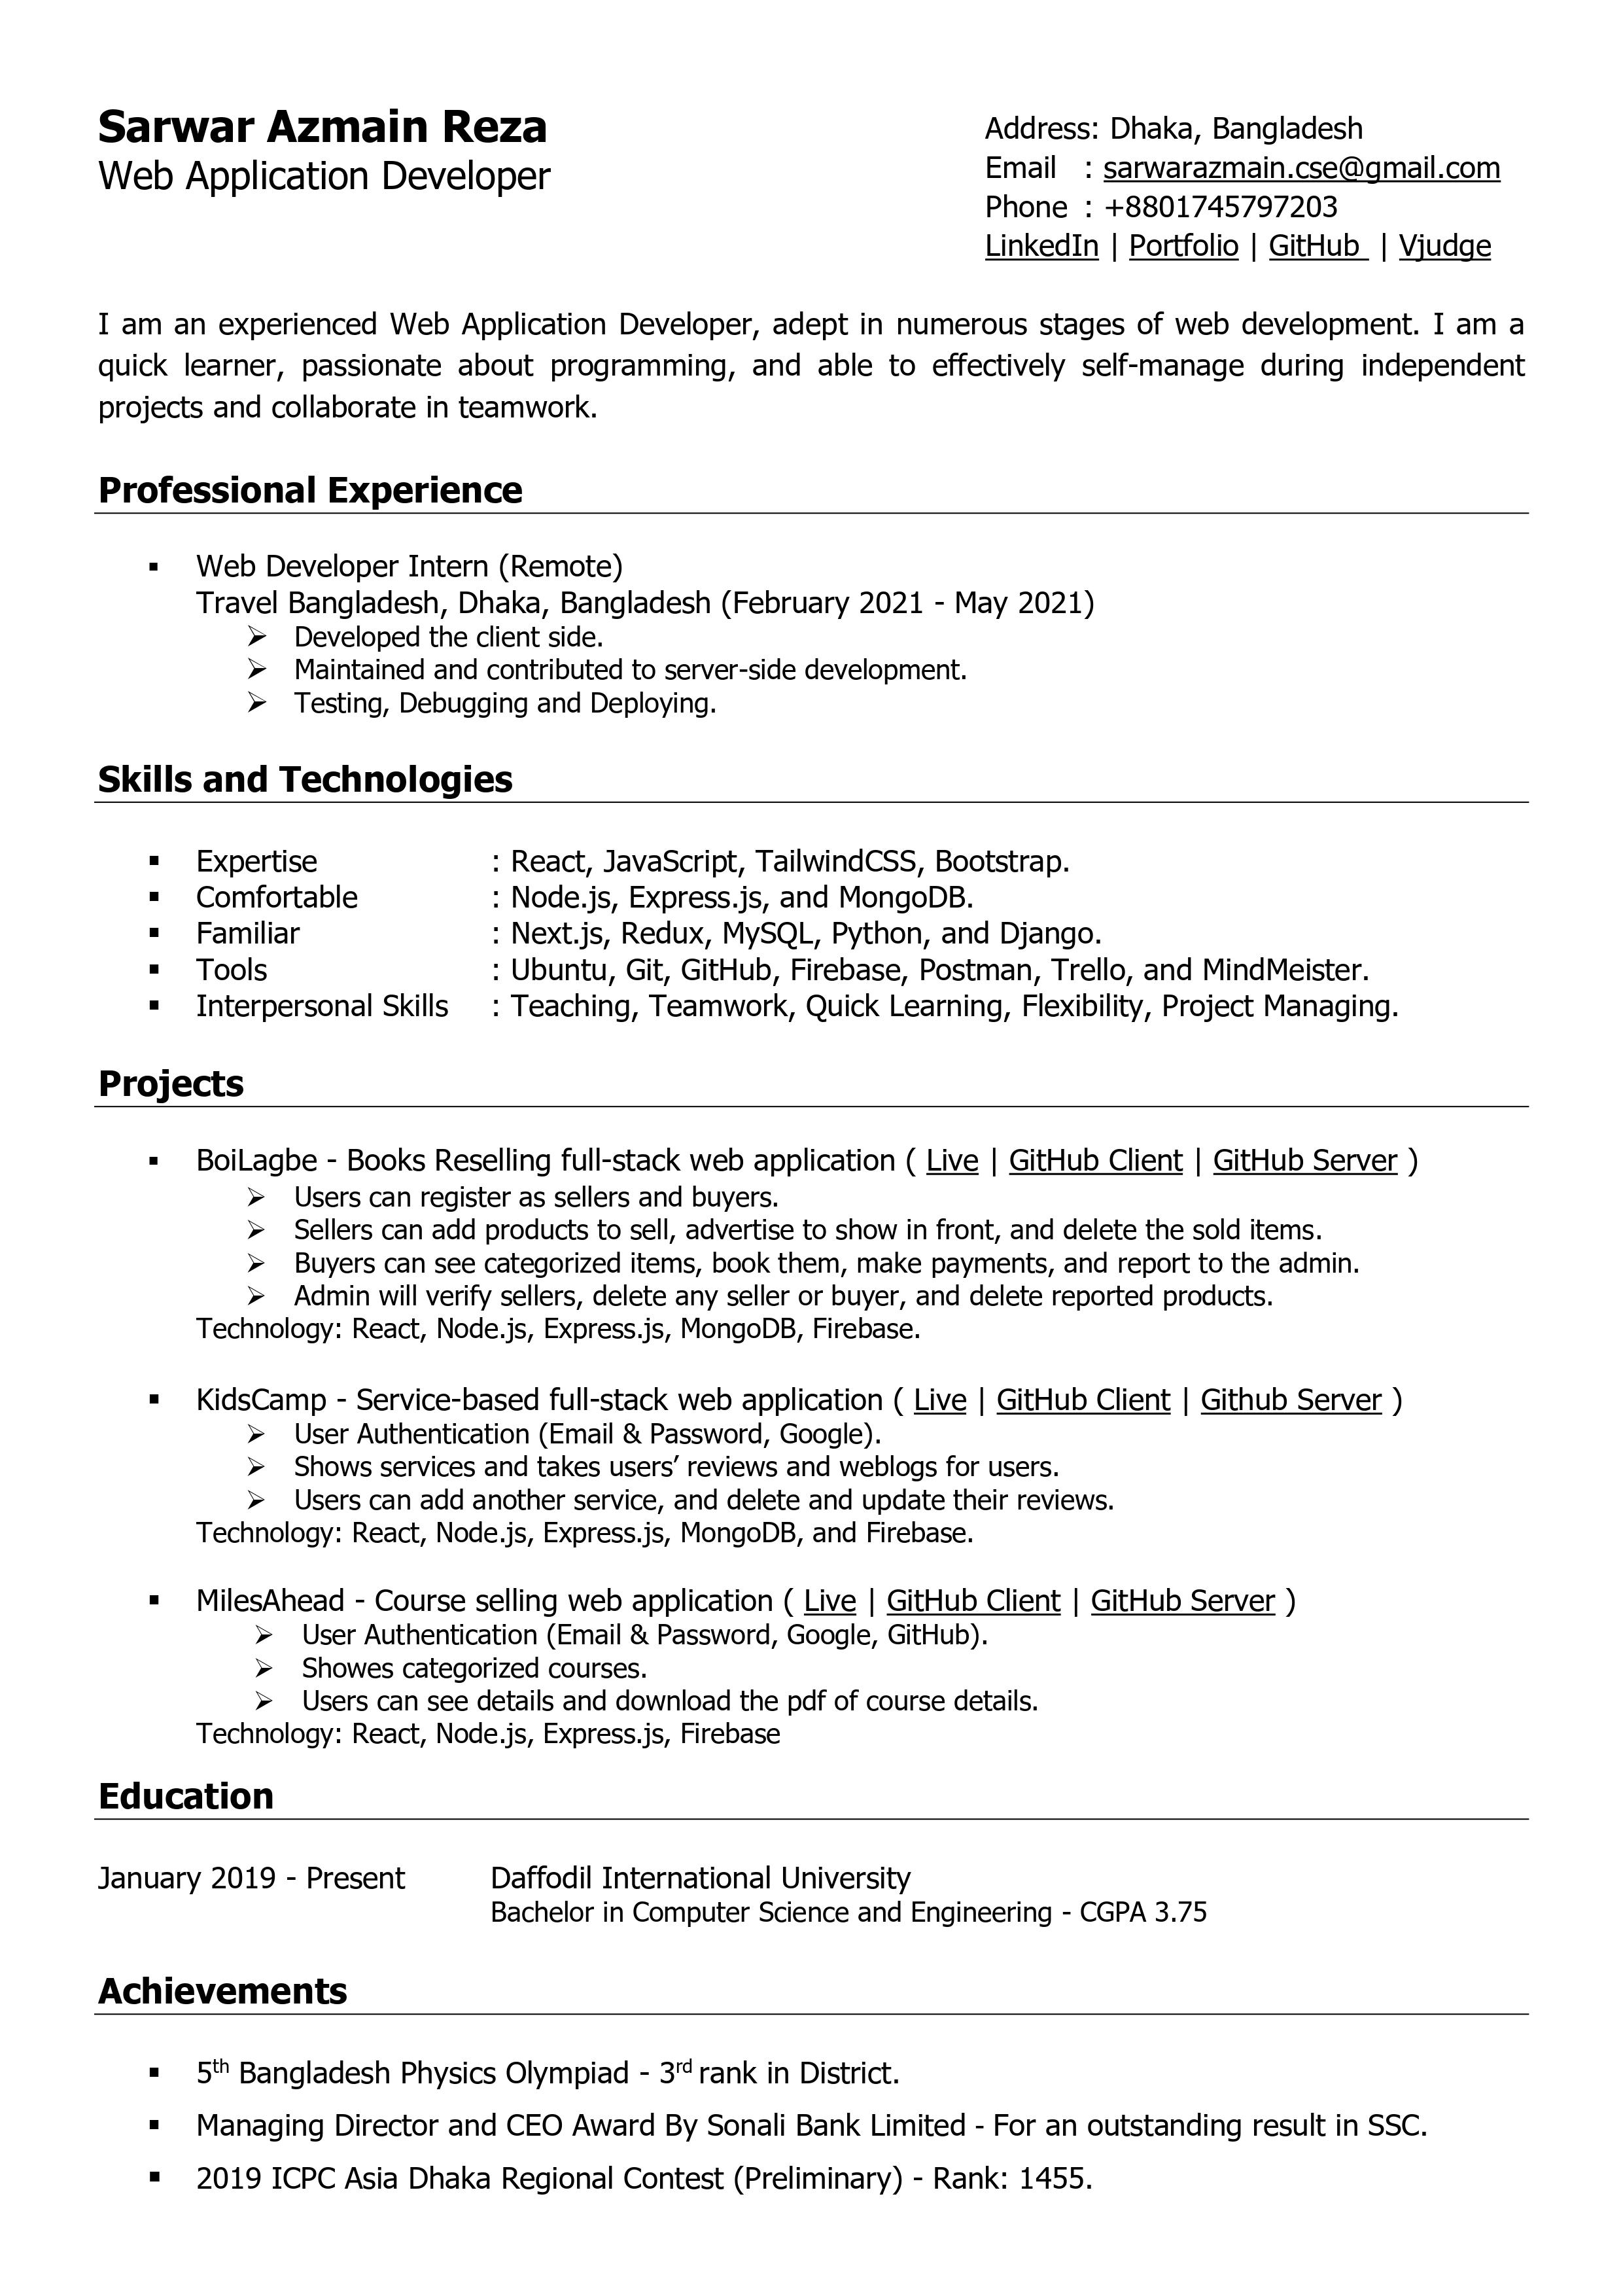 Sarwar Azmain Reza
Web Application Developer
Address: Dhaka, Bangladesh
Email : sarwarazmain.cse@gmail.com
Phone : +8801745797203
LinkedIn | Portfolio | GitHub | Vjudge
I am an experienced Web Application Developer, adept in numerous stages of web development. I am a
quick learner, passionate about programming, and able to effectively self-manage during independent
projects and collaborate in teamwork.
Professional Experience
▪ Web Developer Intern (Remote)
Travel Bangladesh, Dhaka, Bangladesh (February 2021 - May 2021)
➢ Developed the client side.
➢ Maintained and contributed to server-side development.
➢ Testing, Debugging and Deploying.
Skills and Technologies
▪ Expertise : React, JavaScript, TailwindCSS, Bootstrap.
▪ Comfortable : Node.js, Express.js, and MongoDB.
▪ Familiar : Next.js, Redux, MySQL, Python, and Django.
▪ Tools : Ubuntu, Git, GitHub, Firebase, Postman, Trello, and MindMeister.
▪ Interpersonal Skills : Teaching, Teamwork, Quick Learning, Flexibility, Project Managing.
Projects
▪ BoiLagbe - Books Reselling full-stack web application ( Live | GitHub Client | GitHub Server )
➢ Users can register as sellers and buyers.
➢ Sellers can add products to sell, advertise to show in front, and delete the sold items.
➢ Buyers can see categorized items, book them, make payments, and report to the admin.
➢ Admin will verify sellers, delete any seller or buyer, and delete reported products.
Technology: React, Node.js, Express.js, MongoDB, Firebase.
▪ KidsCamp - Service-based full-stack web application ( Live | GitHub Client | Github Server )
➢ User Authentication (Email & Password, Google).
➢ Shows services and takes users’ reviews and weblogs for users.
➢ Users can add another service, and delete and update their reviews.
Technology: React, Node.js, Express.js, MongoDB, and Firebase.
▪ MilesAhead - Course selling web application ( Live | GitHub Client | GitHub Server )
➢ User Authentication (Email & Password, Google, GitHub).
➢ Showes categorized courses.
➢ Users can see details and download the pdf of course details.
Technology: React, Node.js, Express.js, Firebase
Education
January 2019 - Present Daffodil International University
Bachelor in Computer Science and Engineering - CGPA 3.75
Achievements
▪ 5th Bangladesh Physics Olympiad - 3rd rank in District.
▪ Managing Director and CEO Award By Sonali Bank Limited - For an outstanding result in SSC.
▪ 2019 ICPC Asia Dhaka Regional Contest (Preliminary) - Rank: 1455.